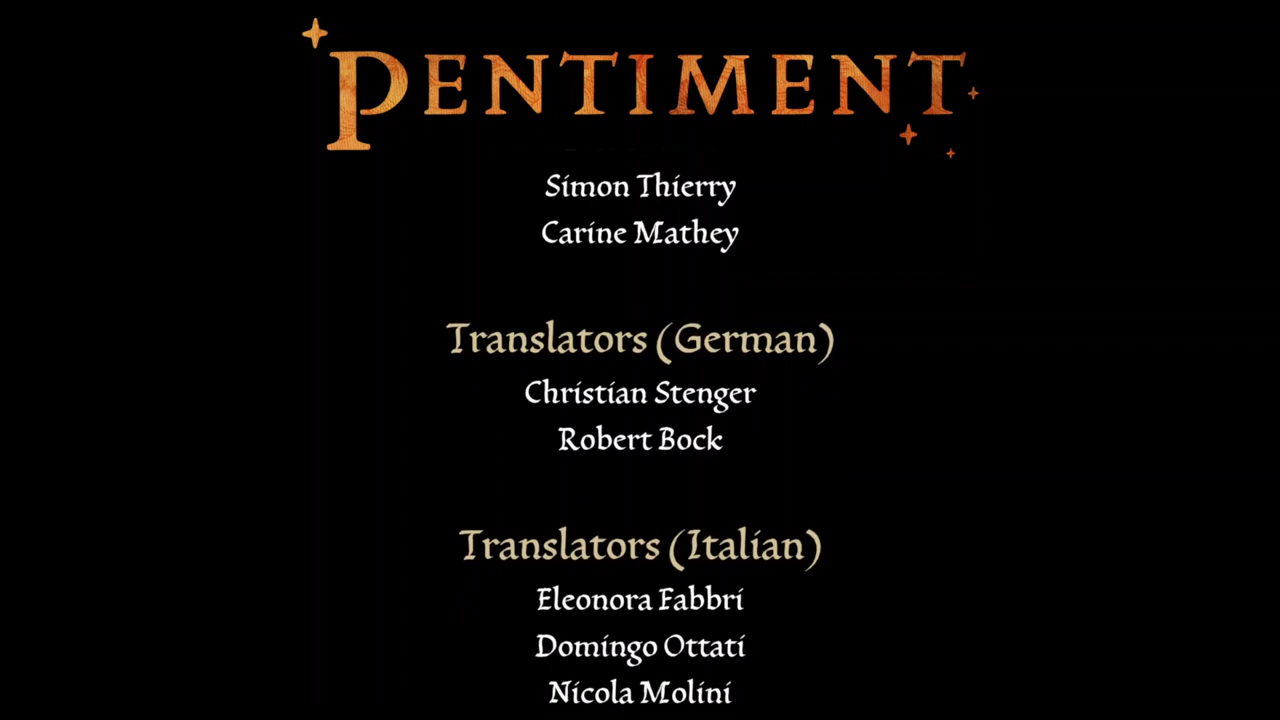 PENTIMENT
Simon Thierry
Carine Mathey
Translators (German)
Christian Stenger
Robert Bock
Translators (Italian)
Eleonora Fabbri
Domingo Ottati
Nicola Molini